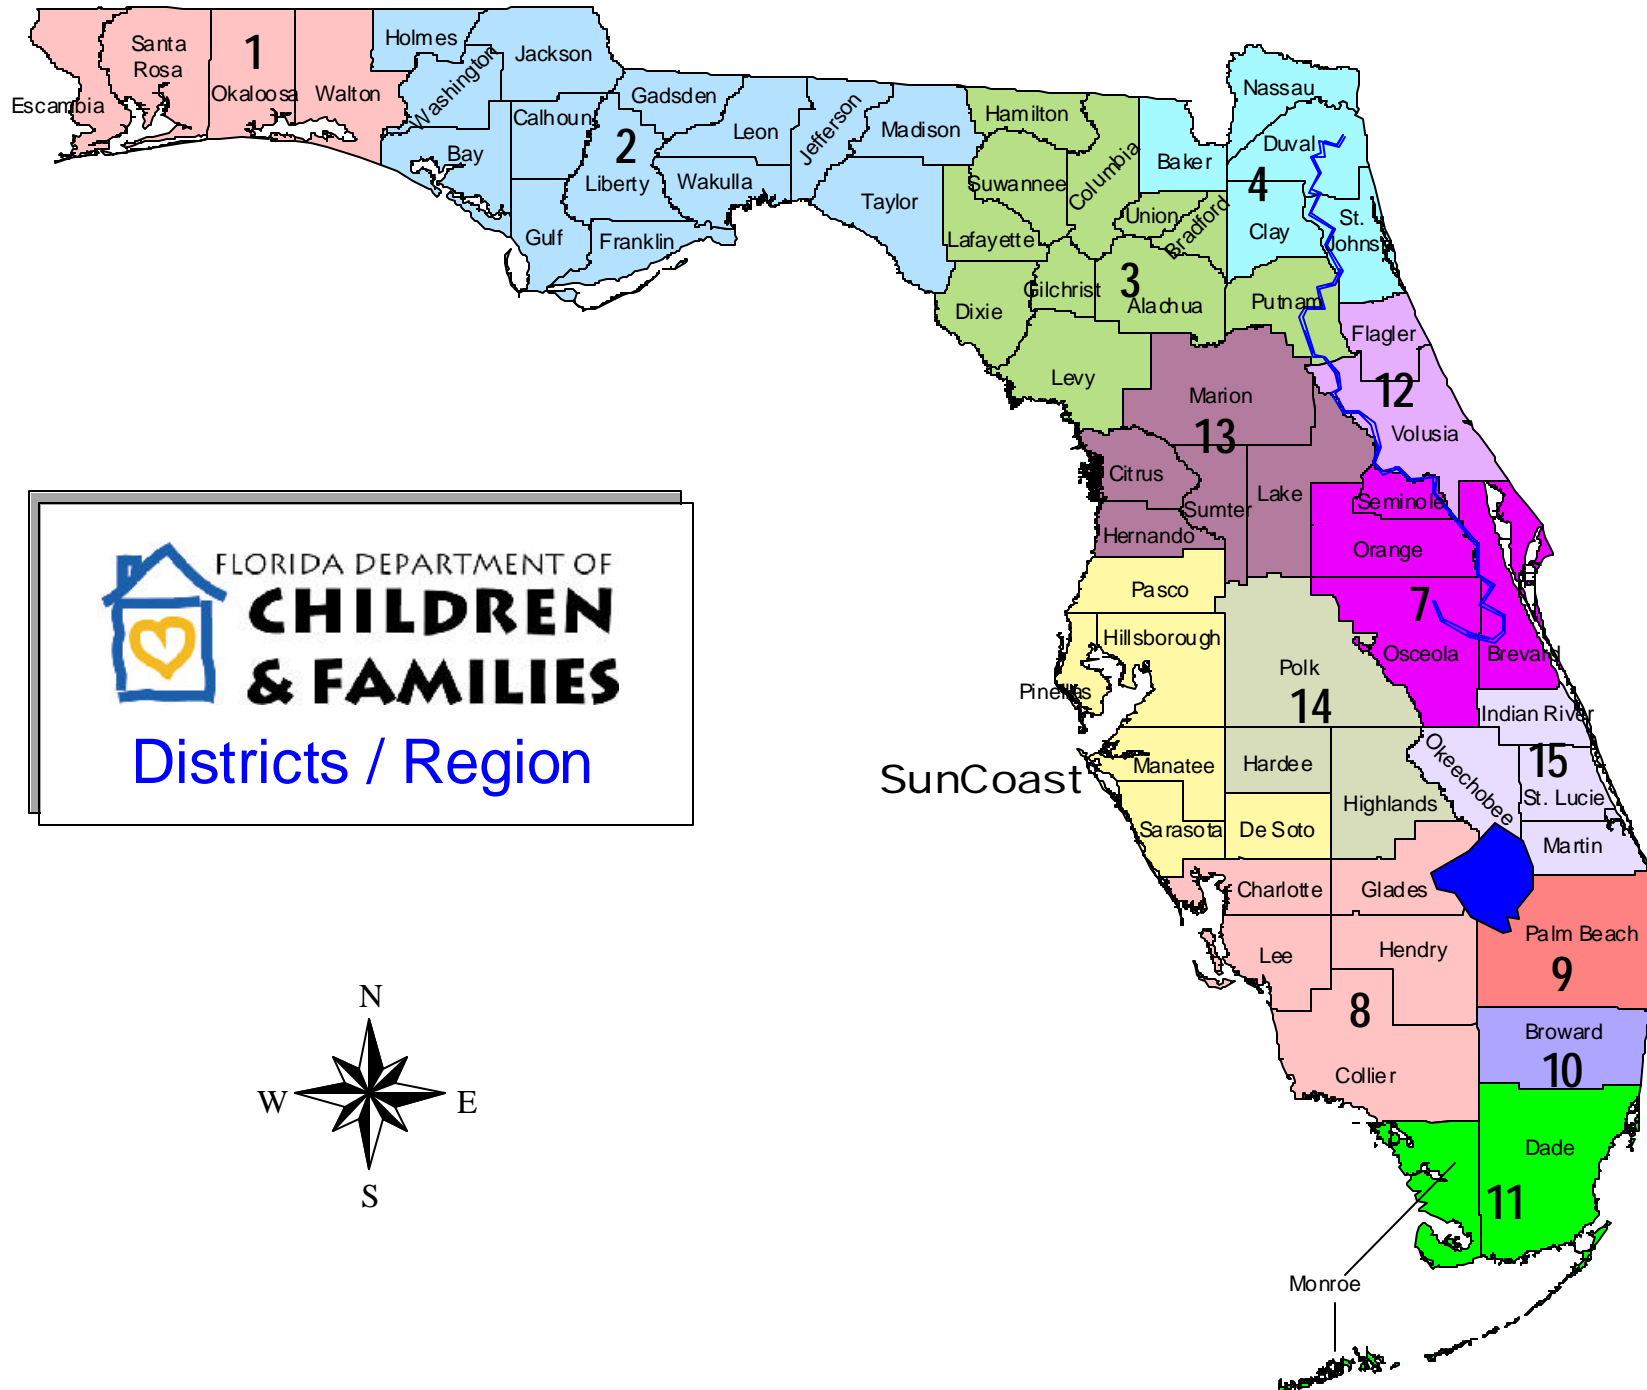 Santa
Rosa
1
Escambia
Okaloosa
Walton
Holmes
Washington
Jackson
Bay
Calhoun
Gulf
2
Liberty
Gadsden
Franklin
Leon
Wakulla
Jefferson
Madison
Taylor
Hamilton
Suwannee
Lafayette
Columbia
Dixie
Gilchrist
Union
Bradford
3
Alachua
Putnam
Levy
Nassau
Duval
Baker
4
Clay
St.
Johns
Flagler
12
Volusia
Marion
13
Citrus
Sumter
Lake
Hernando
Seminole
Orange
7
Osceola
Brevard
Pasco
Hillsborough
Pinellas
SunCoast
Manatee
Sarasota
De Soto
Polk
14
Hardee
Highlands
Indian River
Okeechobee
15
St. Lucie
Martin
Charlotte
Glades
Lee
Hendry
8
Collier
Palm Beach
9
Broward
10
Dade
11
Monroe
FLORIDA DEPARTMENT OF
CHILDREN
& FAMILIES
Districts / Region
N
W
E
S